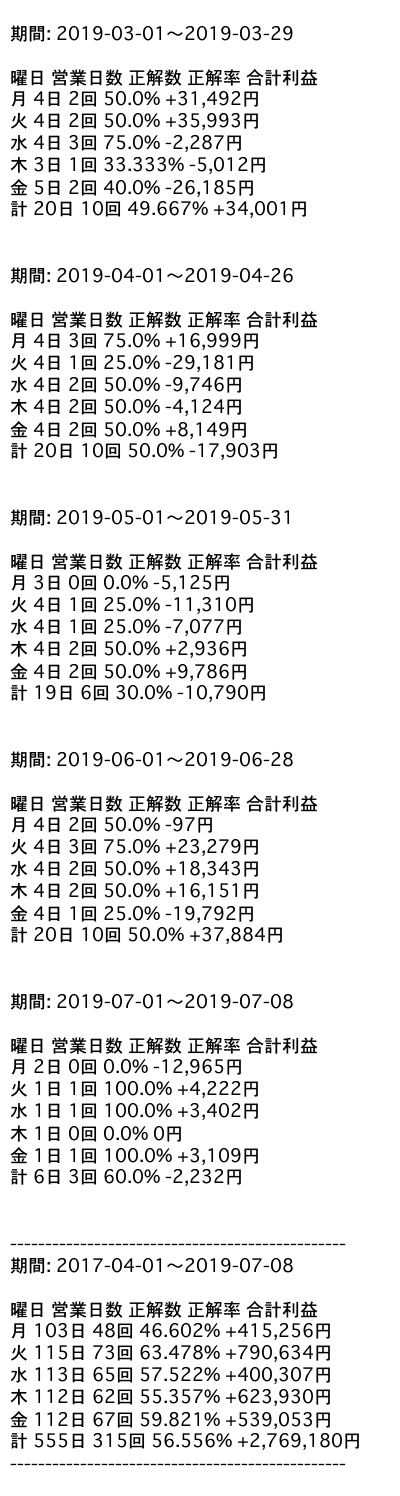 期間: 2019-03-01〜2019-03-29
曜日 営業日数 正解数 正解率 合計利益
月 4日 2回 50.0% +31,492円
火 4日 2回 50.0% +35,993円
水 4日 3回 75.0% -2,287円
木 3日 1回 33.333% -5,012円
金 5日 2回 40.0% -26,185円
計 20日 10回 49.667% +34,001円
期間: 2019-04-01〜2019-04-26
曜日 営業日数 正解数 正解率 合計利益
月 4日 3回 75.0% +16,999円
火 4日 1回 25.0% -29,181円
水 4日 2回 50.0% -9,746円
木 4日 2回 50.0% -4,124円
金 4日 2回 50.0% +8,149円
計 20日 10回 50.0% -17,903円
期間: 2019-05-01〜2019-05-31
曜日 営業日数 正解数 正解率 合計利益
月 3日 0回 0.0% -5,125円
火 4日 1回 25.0% -11,310円
水 4日 1回 25.0% -7,077円
木 4日 2回 50.0% +2,936円
金 4日 2回 50.0% +9,786円
計 19日 6回 30.0% -10,790円
期間: 2019-06-01〜2019-06-28
曜日 営業日数 正解数 正解率 合計利益
月 4日 2回 50.0% -97円
火 4日 3回 75.0% +23,279円
水 4日 2回 50.0% +18,343円
木 4日 2回 50.0% +16,151円
金 4日 1回 25.0% -19,792円
計 20日 10回 50.0% +37,884円
期間: 2019-07-01〜2019-07-08
曜日 営業日数 正解数 正解率 合計利益
月 2日 0回 0.0% -12,965円
火 1日 1回 100.0% +4,222円
水 1日 1回 100.0% +3,402円
木 1日 0回 0.0% 0円
金 1日 1回 100.0% +3,109円
計 6日 3回 60.0% -2,232円
------------------------------------------------
期間: 2017-04-01〜2019-07-08
曜日 営業日数 正解数 正解率 合計利益
月 103日 48回 46.602% +415,256円
火 115日 73回 63.478% +790,634円
水 113日 65回 57.522% +400,307円
木 112日 62回 55.357% +623,930円
金 112日 67回 59.821% +539,053円
計 555日 315回 56.556% +2,769,180円
------------------------------------------------